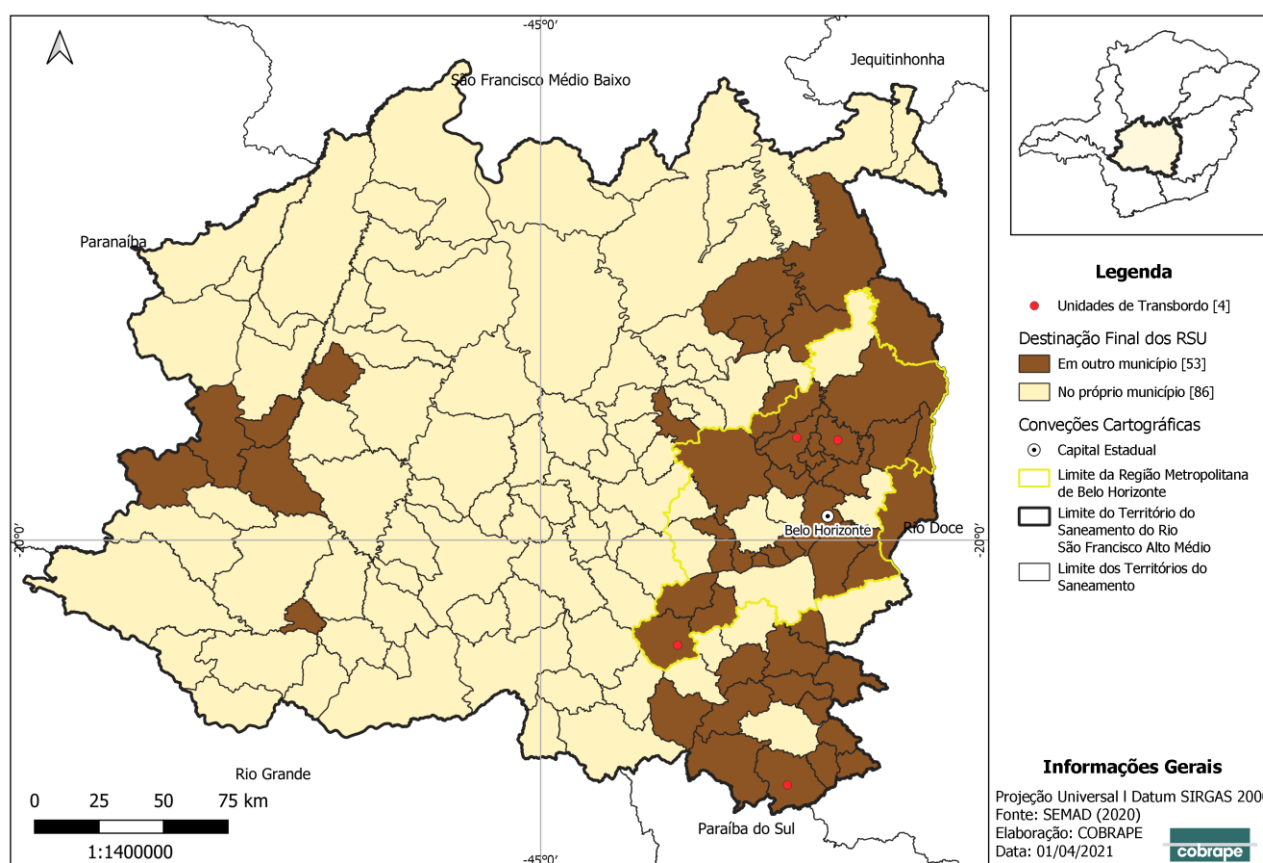 -45°0'
São Francisco Médio Baixo
Jequitinhonha
Paranaíba
-20°0'
-20°0'
Belo Horizonte
Rio Doce
Rio Grande
Paraíba do Sul
-45°0'
0 25 50 75 km
1:1400000
Legenda
Unidades de Transbordo [4]
Destinação Final dos RSU
Em outro município [53]
No próprio município [86]
Conveções Cartográficas
Capital Estadual
Limite da Região Metropolitana
de Belo Horizonte
Limite do Território do
Saneamento do Rio
São Francisco Alto Médio
Limite dos Territórios do
Saneamento
Informações Gerais
Projeção Universal l Datum SIRGAS 200
Fonte: SEMAD (2020)
Elaboração: COBRAPE
Data: 01/04/2021
cobrape